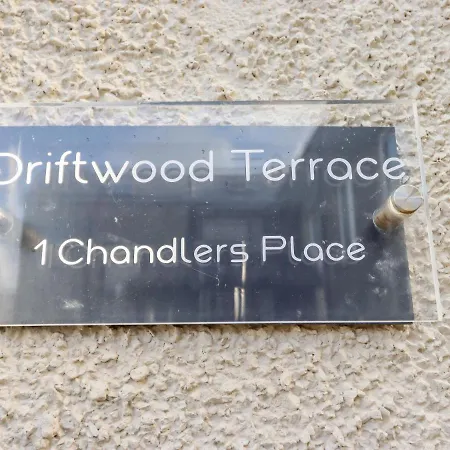 Driftwood Terrace
1 Chandlers Place